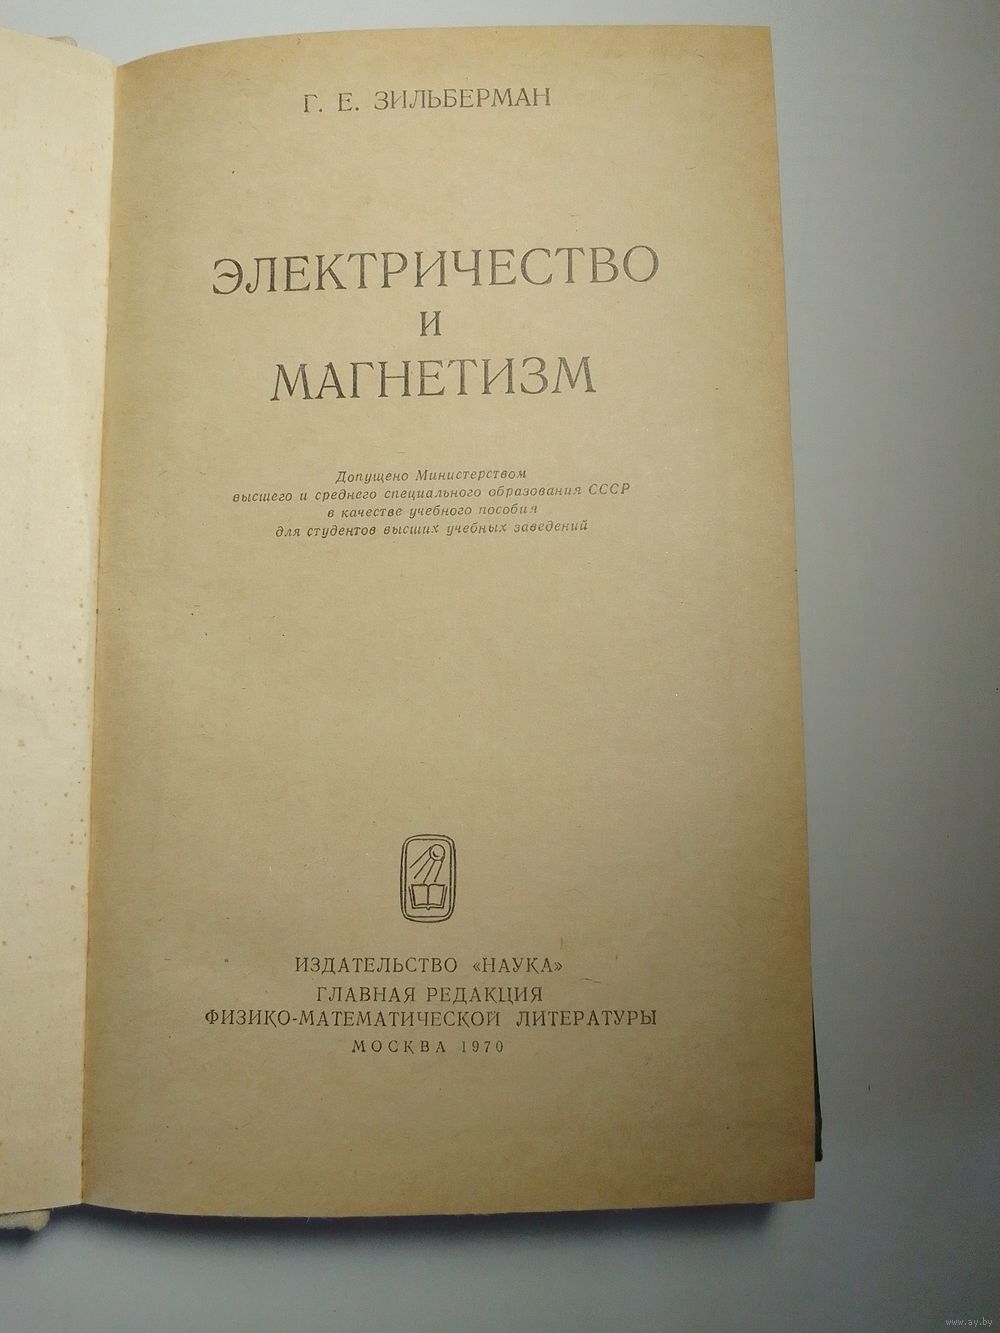 Г. Е. ЗИЛЬБЕРМАН
ЭЛЕКТРИЧЕСТВО
И
МАГНЕТИЗМ
Допущено Министерством
высшего и среднего специального образования СССР
в качестве учебного пособия
для студентов высших учебных заведений
ИЗДАТЕЛЬСТВО «НАУКА»
ГЛАВНАЯ РЕДАКЦИЯ
ФИЗИКО-МАТЕМАТИЧЕСКОЙ ЛИТЕРАТУРЫ
МОСКВА 1970
www.ay.by